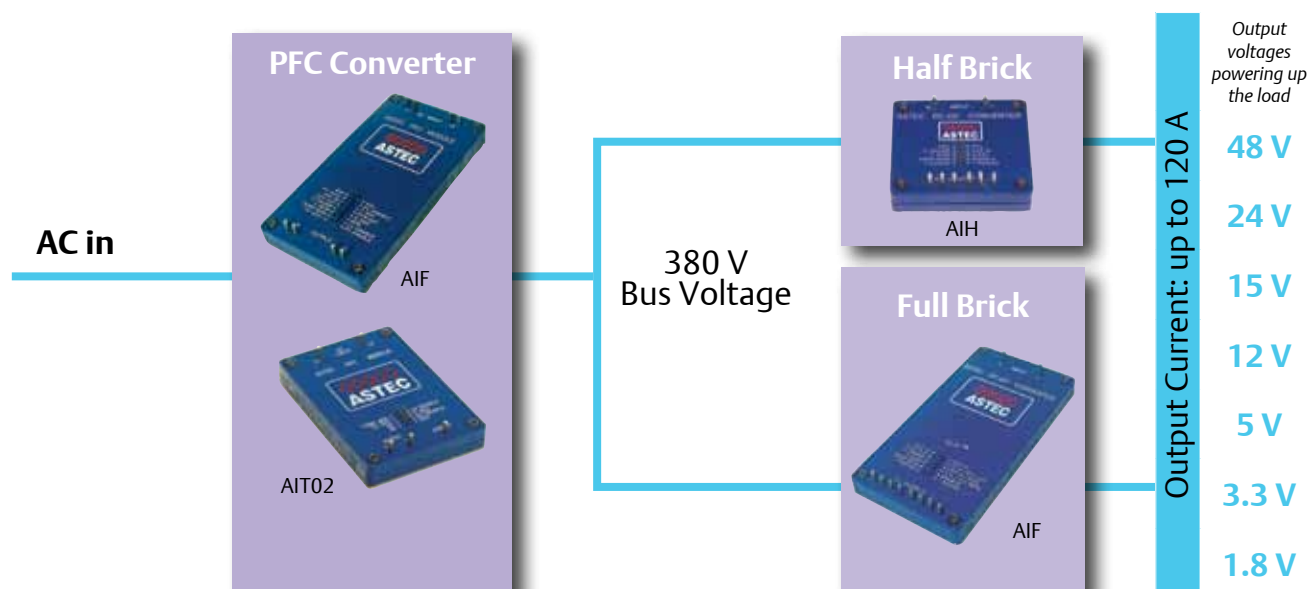 PFC Converter
ASTEC
AIF
ASTEC
AIT02
AC in
380 V
Bus Voltage
Half Brick
ASTEC
AIH
Full Brick
ASTEC
AIF
Output Current: up to 120 A
Output
voltages
powering up
the load
48 V
24 V
15 V
12 V
5 V
3.3 V
1.8 V